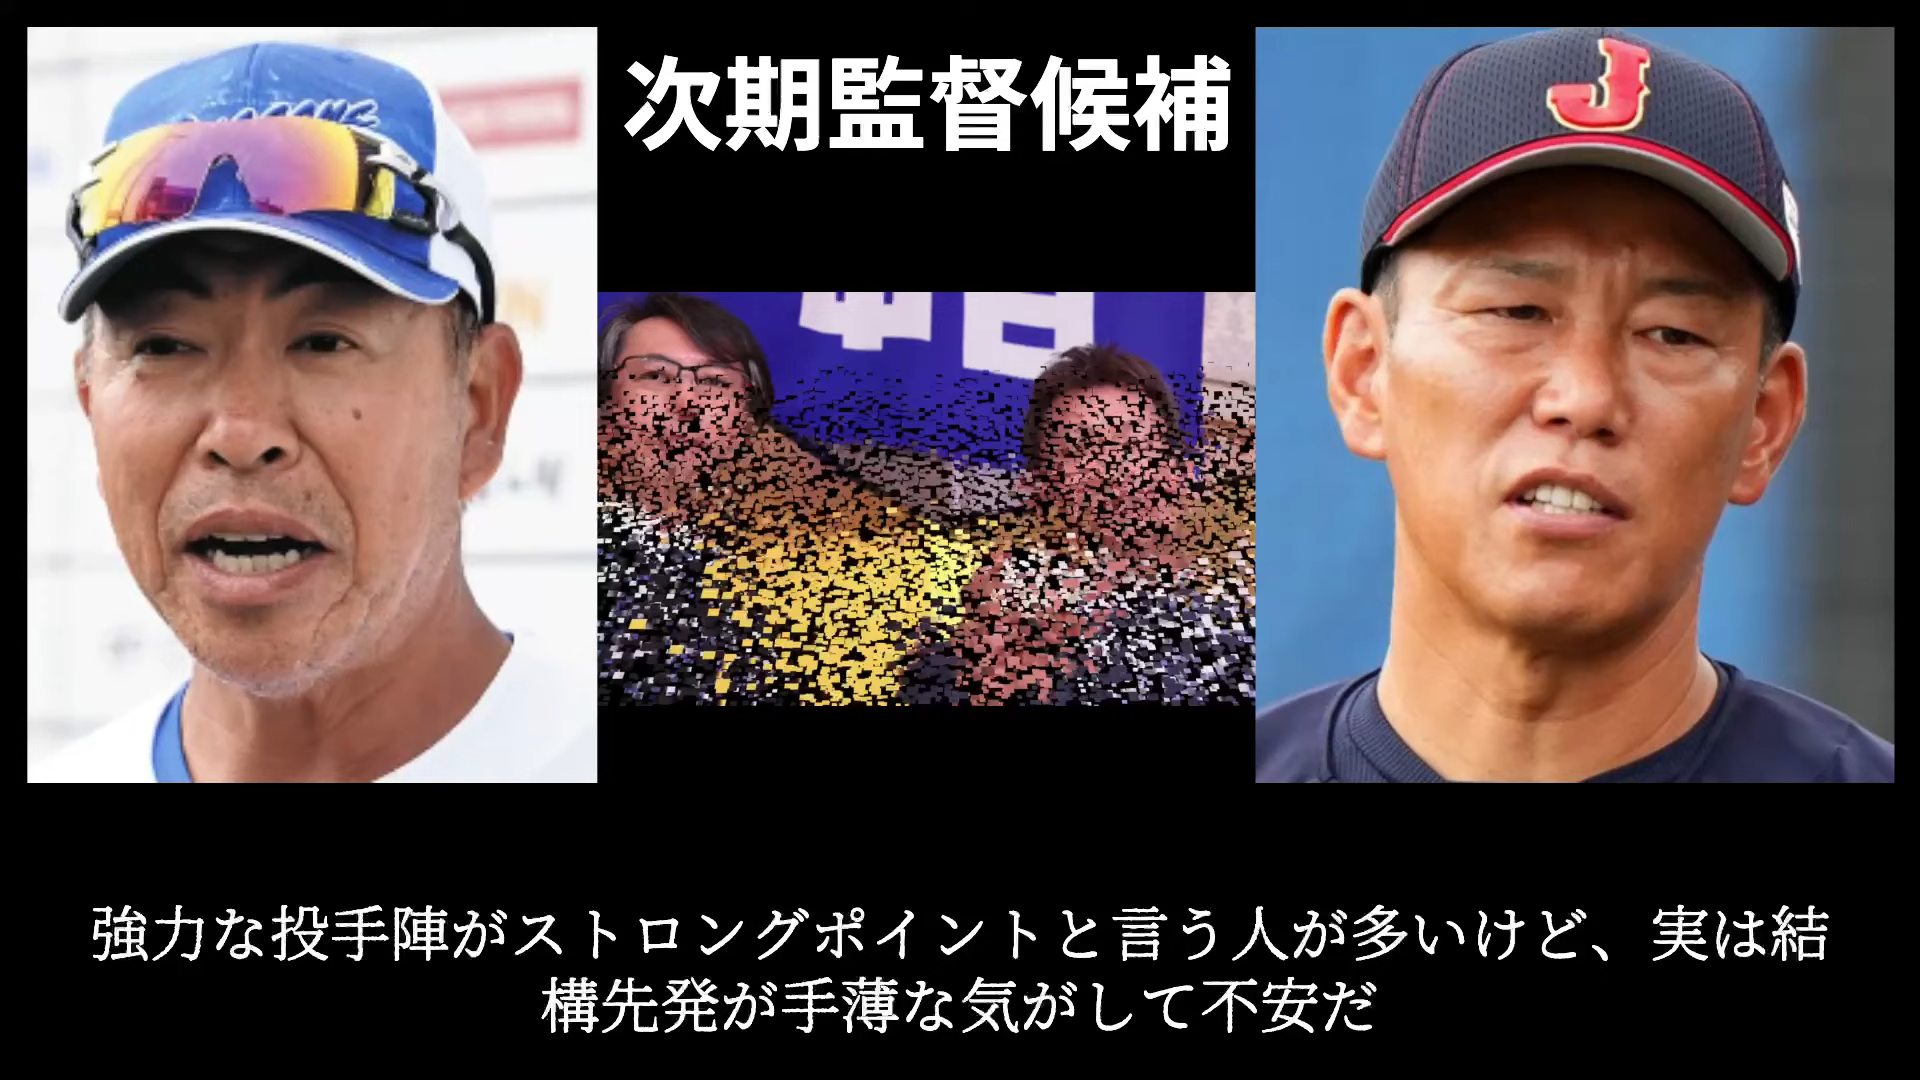 次期監督候補
J
強力な投手陣がストロングポイントと言う人が多いけど、実は結
構先発が手薄な気がして不安だ